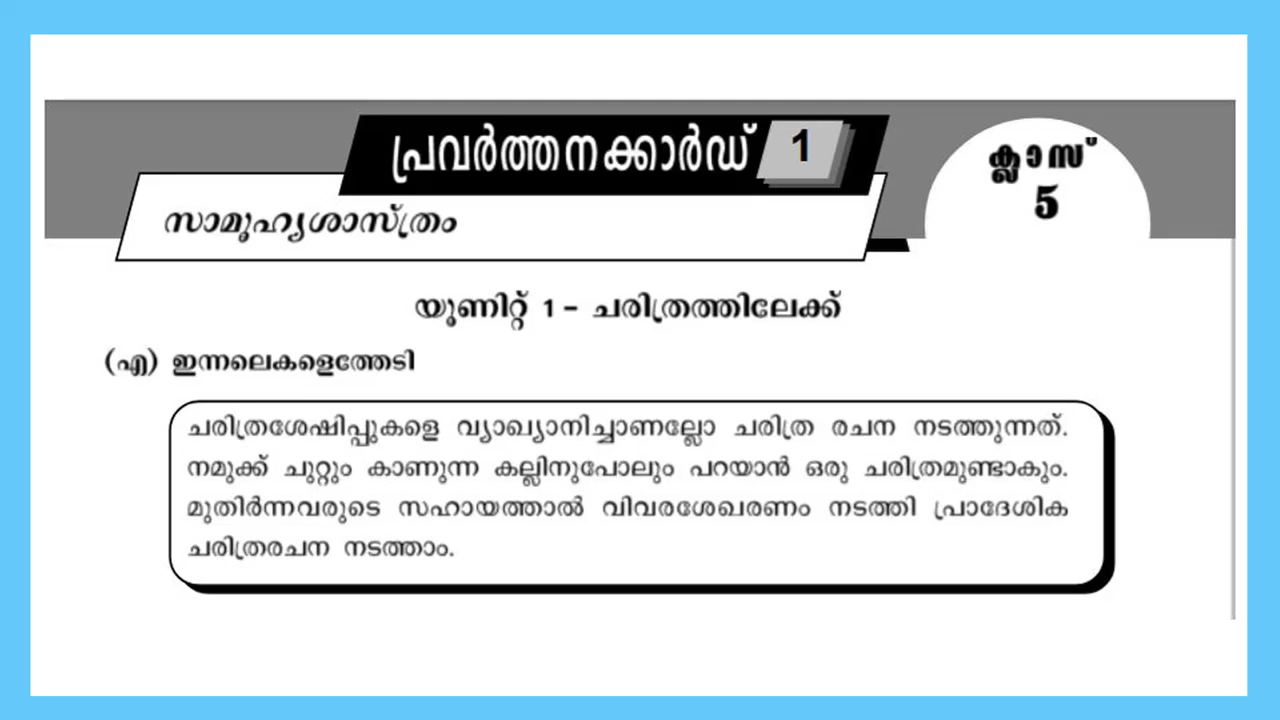 പ്രവർത്തനക്കാർഡ് 1
ക്ലാസ്
5
സാമൂഹ്യശാസ്ത്രം
യൂണിറ്റ് 1 - ചരിത്രത്തിലേക്ക്
(എ) ഇന്നലെകളെത്തേടി
ചരിത്രശേഷിപ്പുകളെ വ്യാഖ്യാനിച്ചാണല്ലോ ചരിത്ര രചന നടത്തുന്നത്.
നമുക്ക് ചുറ്റും കാണുന്ന കല്ലിനുപോലും പറയാൻ ഒരു ചരിത്രമുണ്ടാകും.
മുതിർന്നവരുടെ സഹായത്താൽ വിവരശേഖരണം നടത്തി പ്രാദേശിക
ചരിത്രരചന നടത്താം.